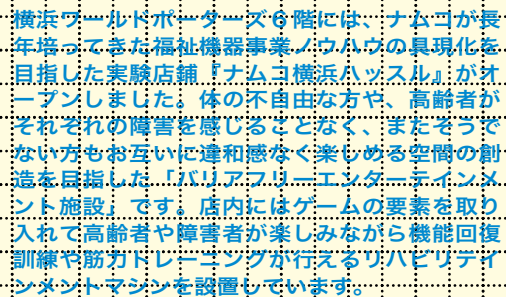 横浜ワールドポーターズ６階には、ナムコが長
年培ってきた福祉機器事業ノウハウの具現化を
目指した実験店舗『ナムコ横浜ハッスル』がオ
ープンしました。体の不自由な方や、高齢者が
それぞれの障害を感じることなく、またそうで
ない方もお互いに違和感なく楽しめる空間の創
造を目指した「バリアフリーエンターテインメ
ント施設」です。店内にはゲームの要素を取り
入れて高齢者や障害者が楽しみながら機能回復
訓練や筋力トレーニングが行えるリハビリテイ
ンメントマシンを設置しています。